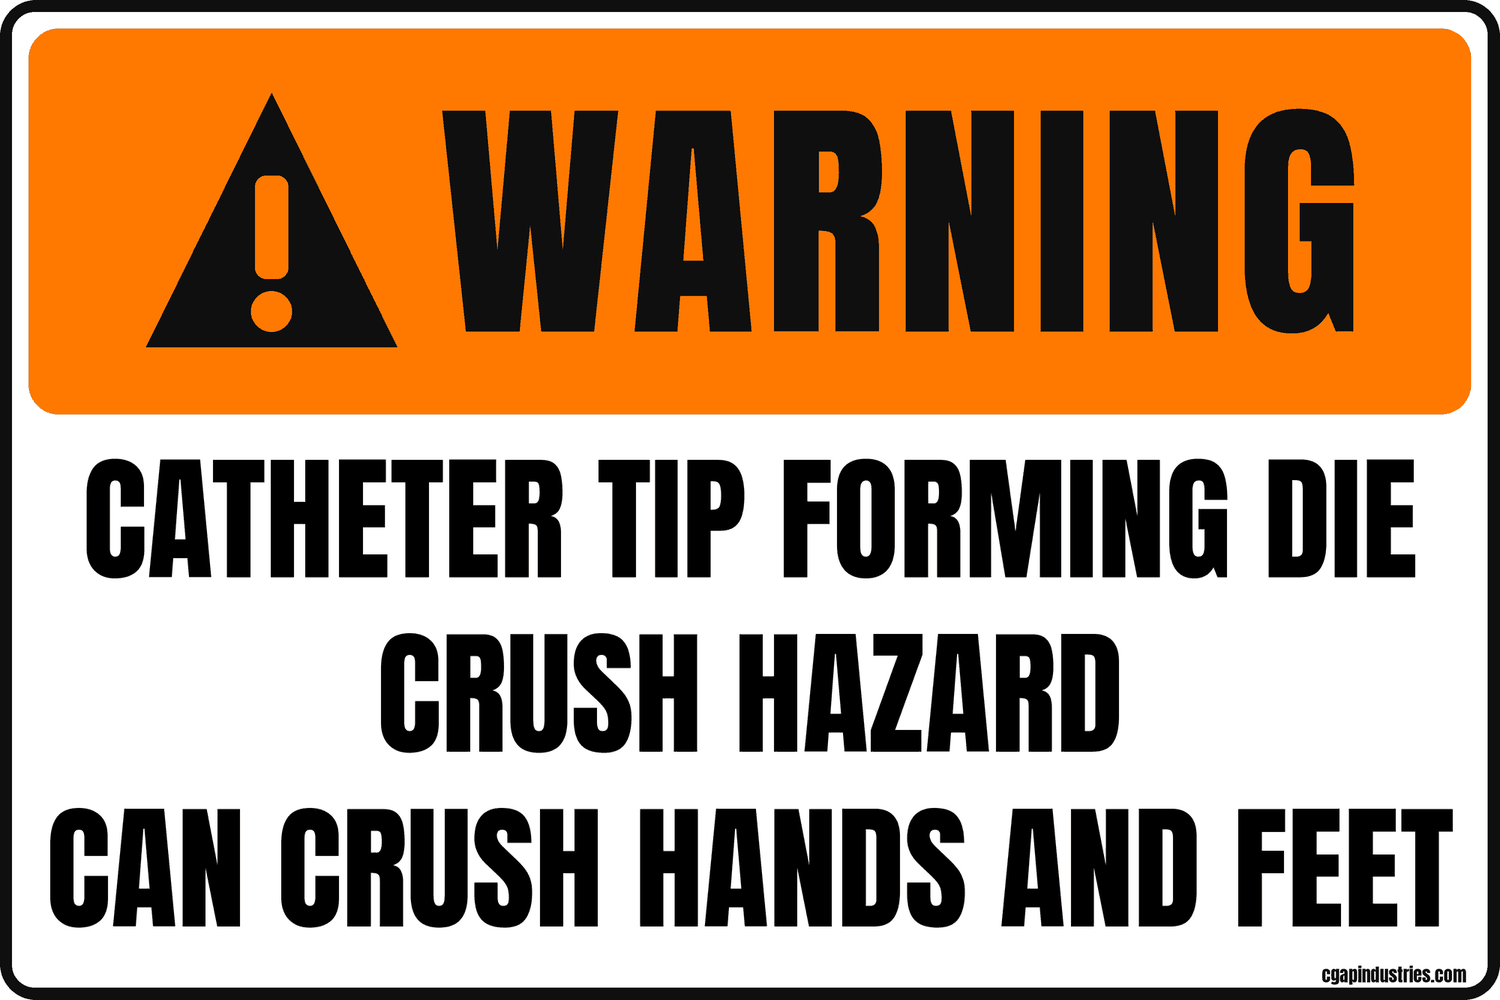 WARNING
CATHETER TIP FORMING DIE
CRUSH HAZARD
CAN CRUSH HANDS AND FEET
cgapindustries.com